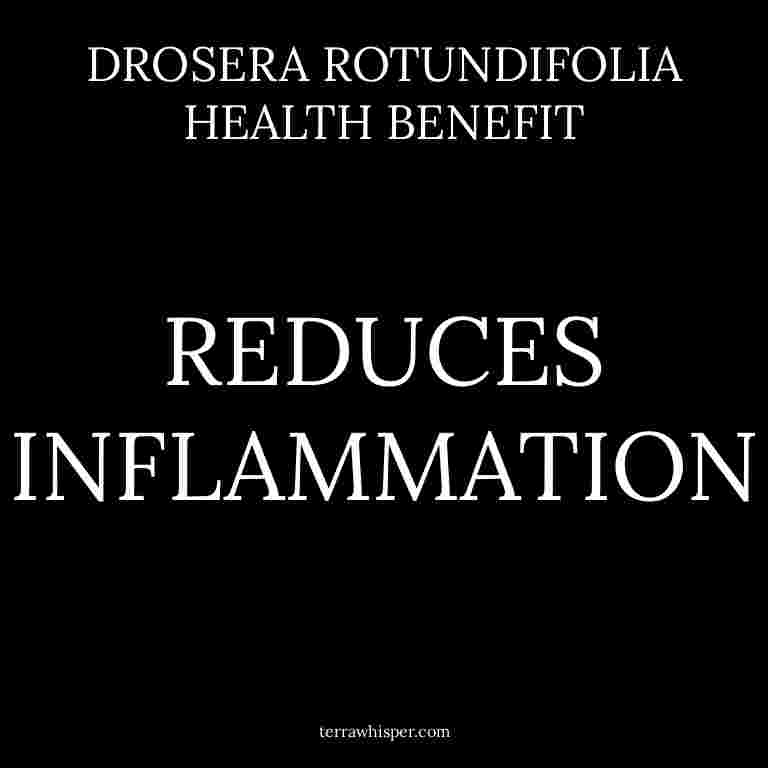 DROSERA ROTUNDIFOLIA
HEALTH BENEFIT
REDUCES
INFLAMMATION
terrawhisper.com